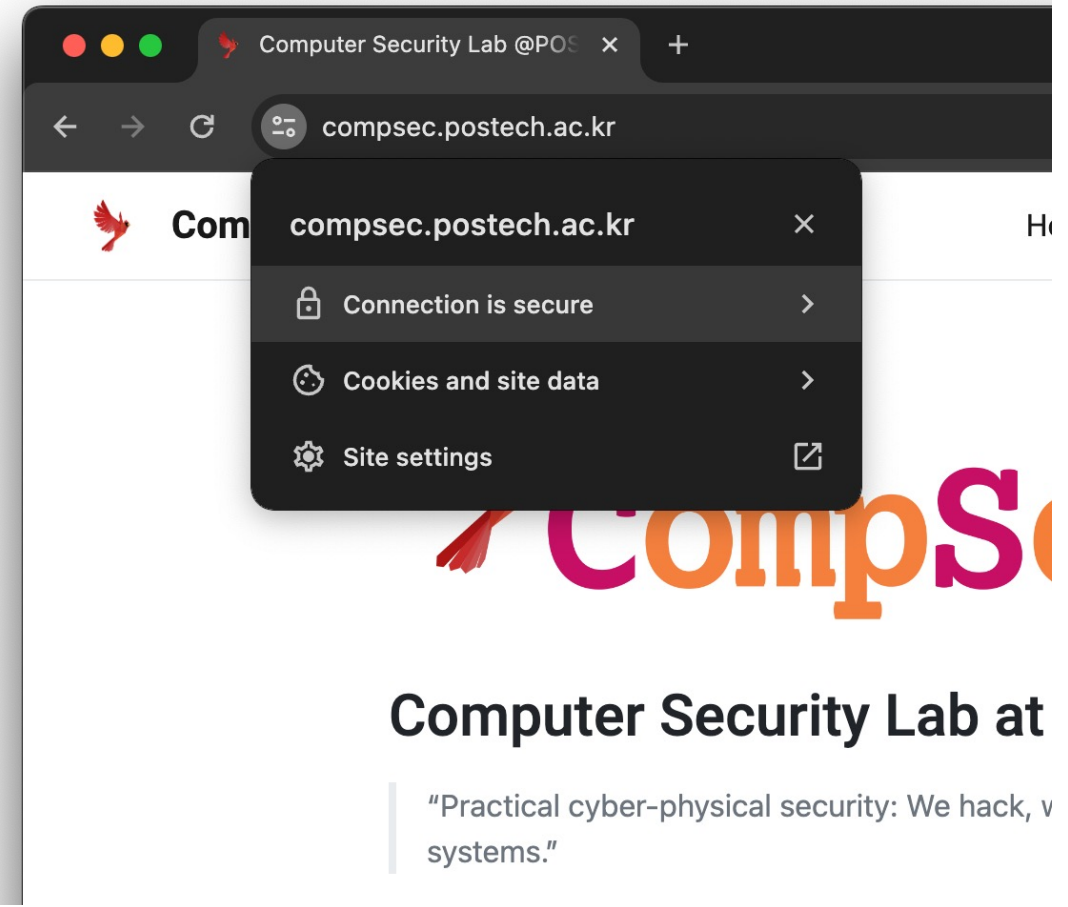 Computer Security Lab @POS
compsec.postech.ac.kr
Com
compsec.postech.ac.kr
Connection is secure
Cookies and site data
Site settings
CompS
Computer Security Lab at
“Practical cyber-physical security: We hack,
systems.”